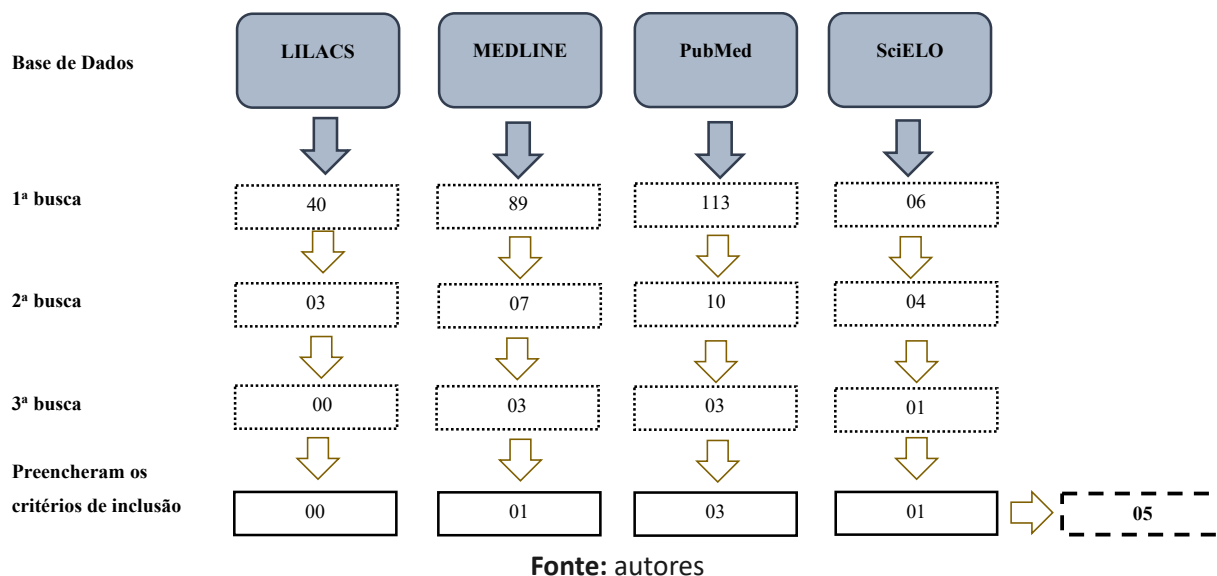 Base de Dados
LILACS
MEDLINE
PubMed
SciELO
1ª busca
40
89
113
06
2ª busca
03
07
10
04
3ª busca
00
03
03
01
Preencheram os
critérios de inclusão
00
01
03
01
05
Fonte: autores